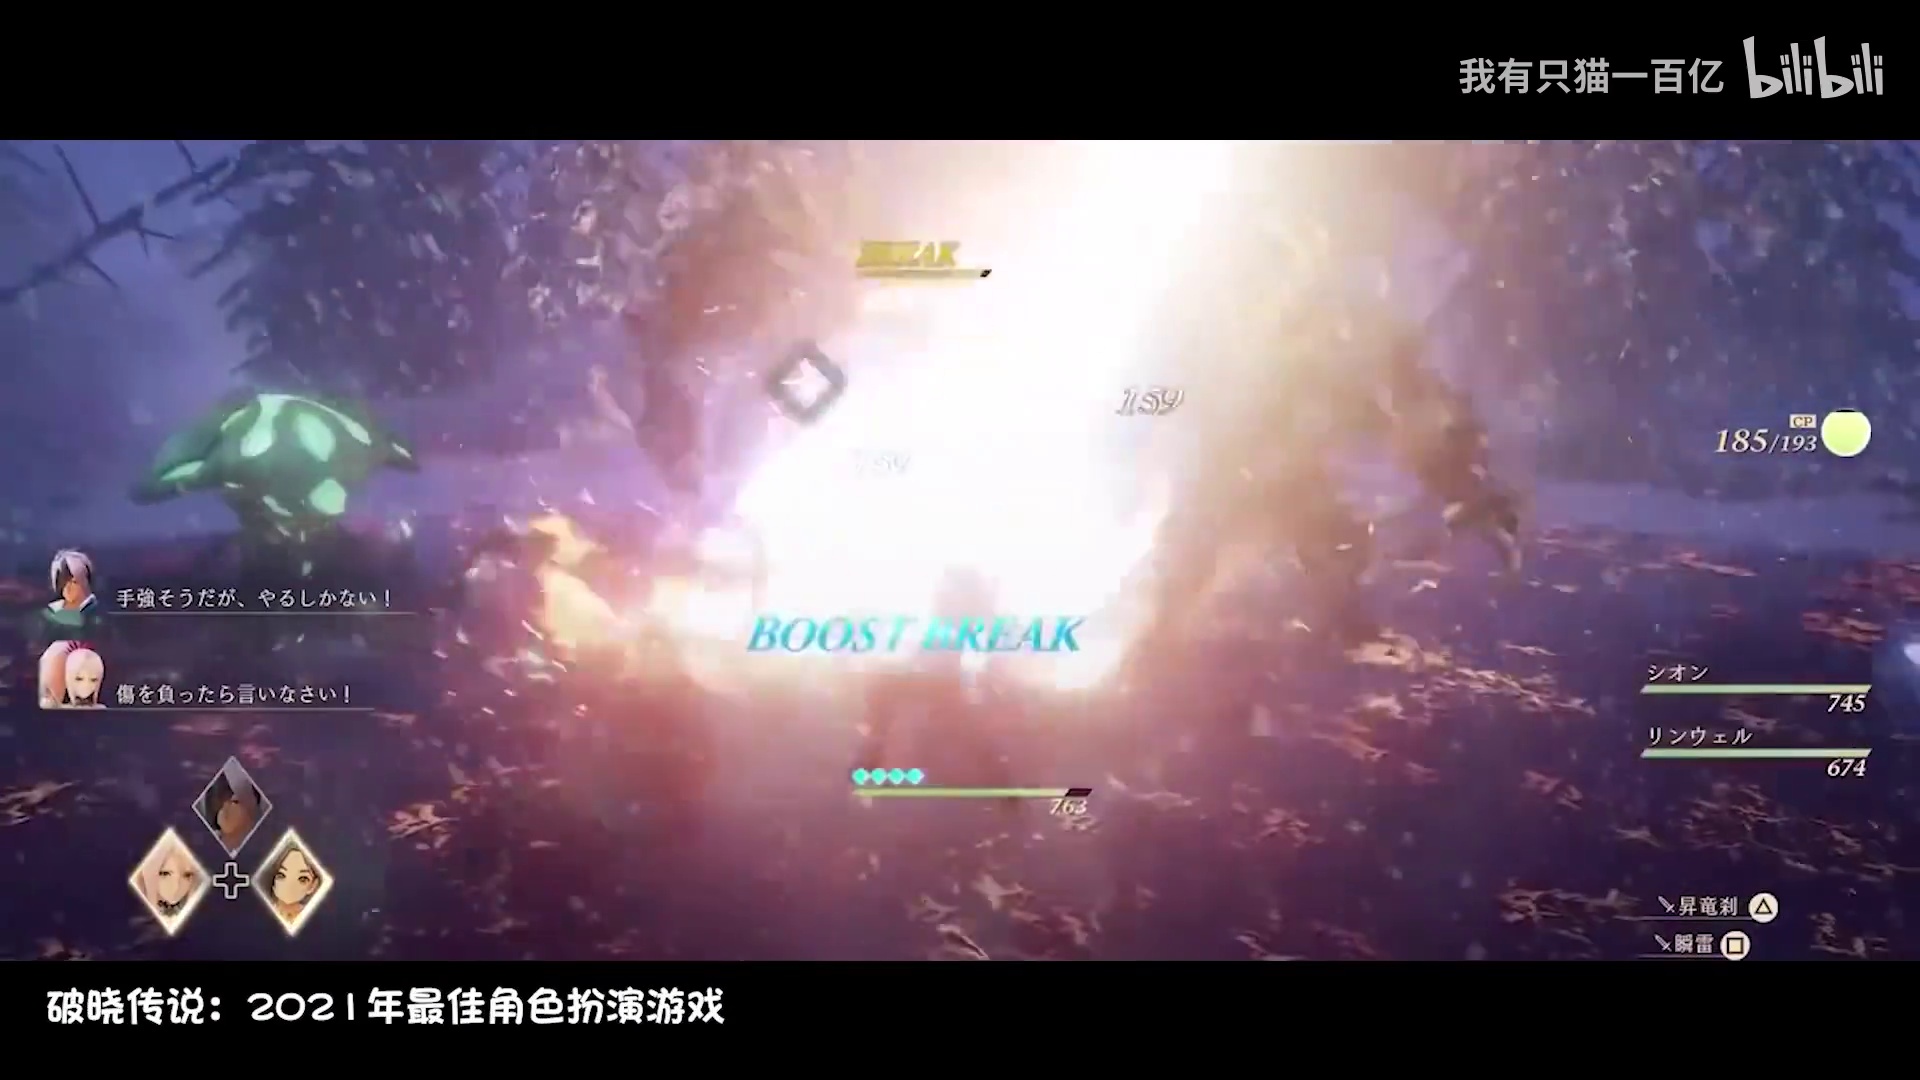 我有只猫一百亿 bilibili
159
CP
185/193
手強そうだが、やるしかない！
BOOST BREAK
傷を負ったら言いなさい！
シオン
745
リンウェル
674
763
昇竜刹
瞬雷
破晓传说：2021年最佳角色扮演游戏